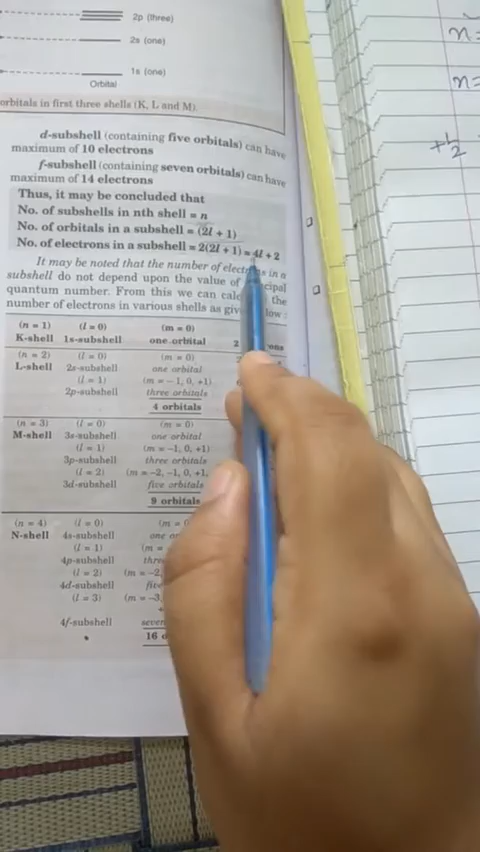 2p (three)
2s (one)
1s (one)
Orbital
orbitals in first three shells (K, L and M).
d-subshell (containing five orbitals) can have
maximum of 10 electrons
f-subshell (containing seven orbitals) can have
maximum of 14 electrons
Thus, it may be concluded that
No. of subshells in nth shell = n
No. of orbitals in a subshell = (2l + 1)
No. of electrons in a subshell = 2(2l + 1) = 4l + 2
It may be noted that the number of in a
subshell do not depend upon the value of
quantum number. From this we can the
number of electrons in various shells as
(n = 1) (l = 0) (m = 0)
K-shell 1s-subshell one orbital 2
(n = 2) (l = 0) (m = 0)
L-shell 2s-subshell one orbital
(l = 1) (m = −1, 0, +1)
2p-subshell three orbitals
4 orbitals
(n = 3) (l = 0) (m = 0)
M-shell 3s-subshell one orbital
(l = 1) (m = −1, 0, +1)
3p-subshell three orbitals
(l = 2) (m = −2, −1, 0, +1,
3d-subshell five orbitals
9 orbitals
(n = 4) (l = 0) (m =
N-shell 4s-subshell one
(l = 1) (m =
4p-subshell
(l = 2) (m = −2,
4d-subshell
(l = 3) (m = −3,
4f-subshell
16
n=
n=
+½